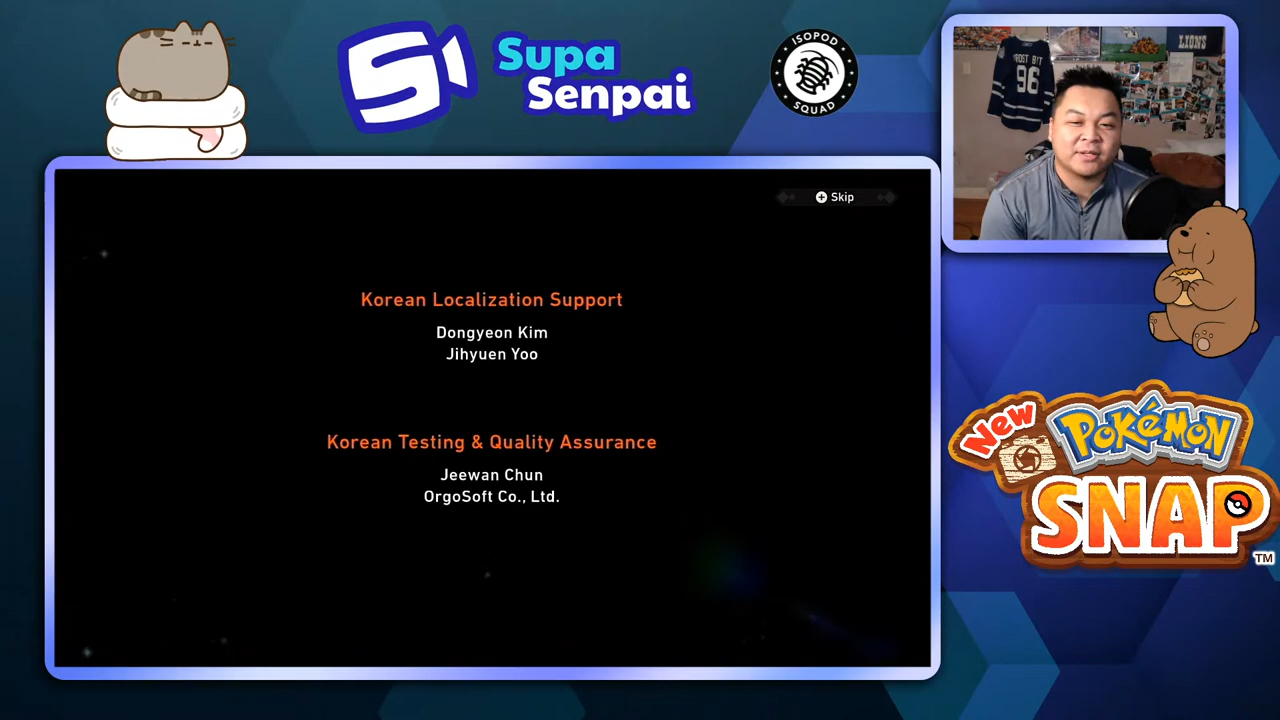 Supa
Senpai
ISOPOD
SQUAD
LIONS
96
Skip
Korean Localization Support
Dongyeon Kim
Jihyuen Yoo
Korean Testing & Quality Assurance
Jeewan Chun
OrgoSoft Co., Ltd.
New
POKéMON
SNAP
TM